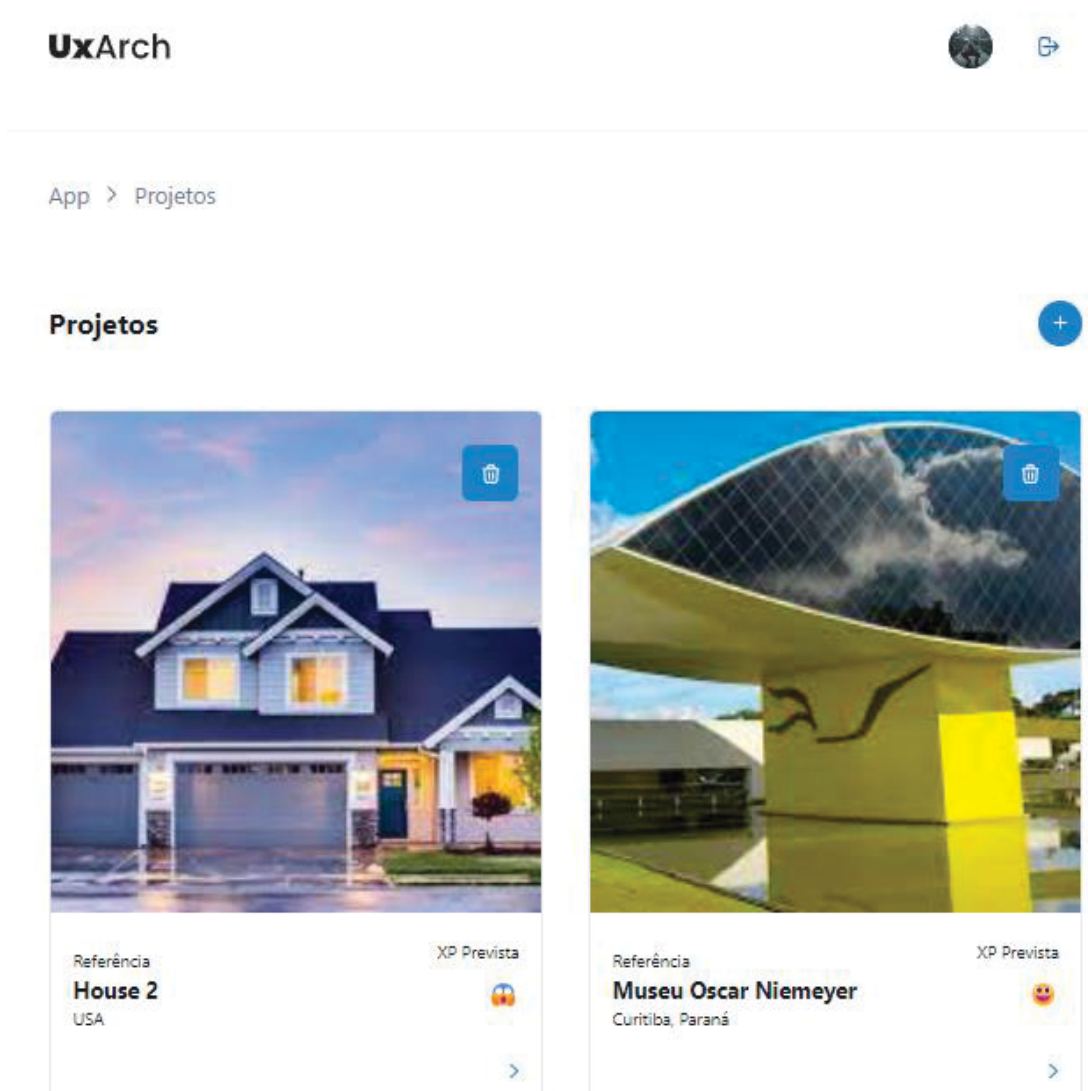 UxArch
App > Projetos
Projetos
Referência
House 2
USA
XP Prevista
Referência
Museu Oscar Niemeyer
Curitiba, Paraná
XP Prevista